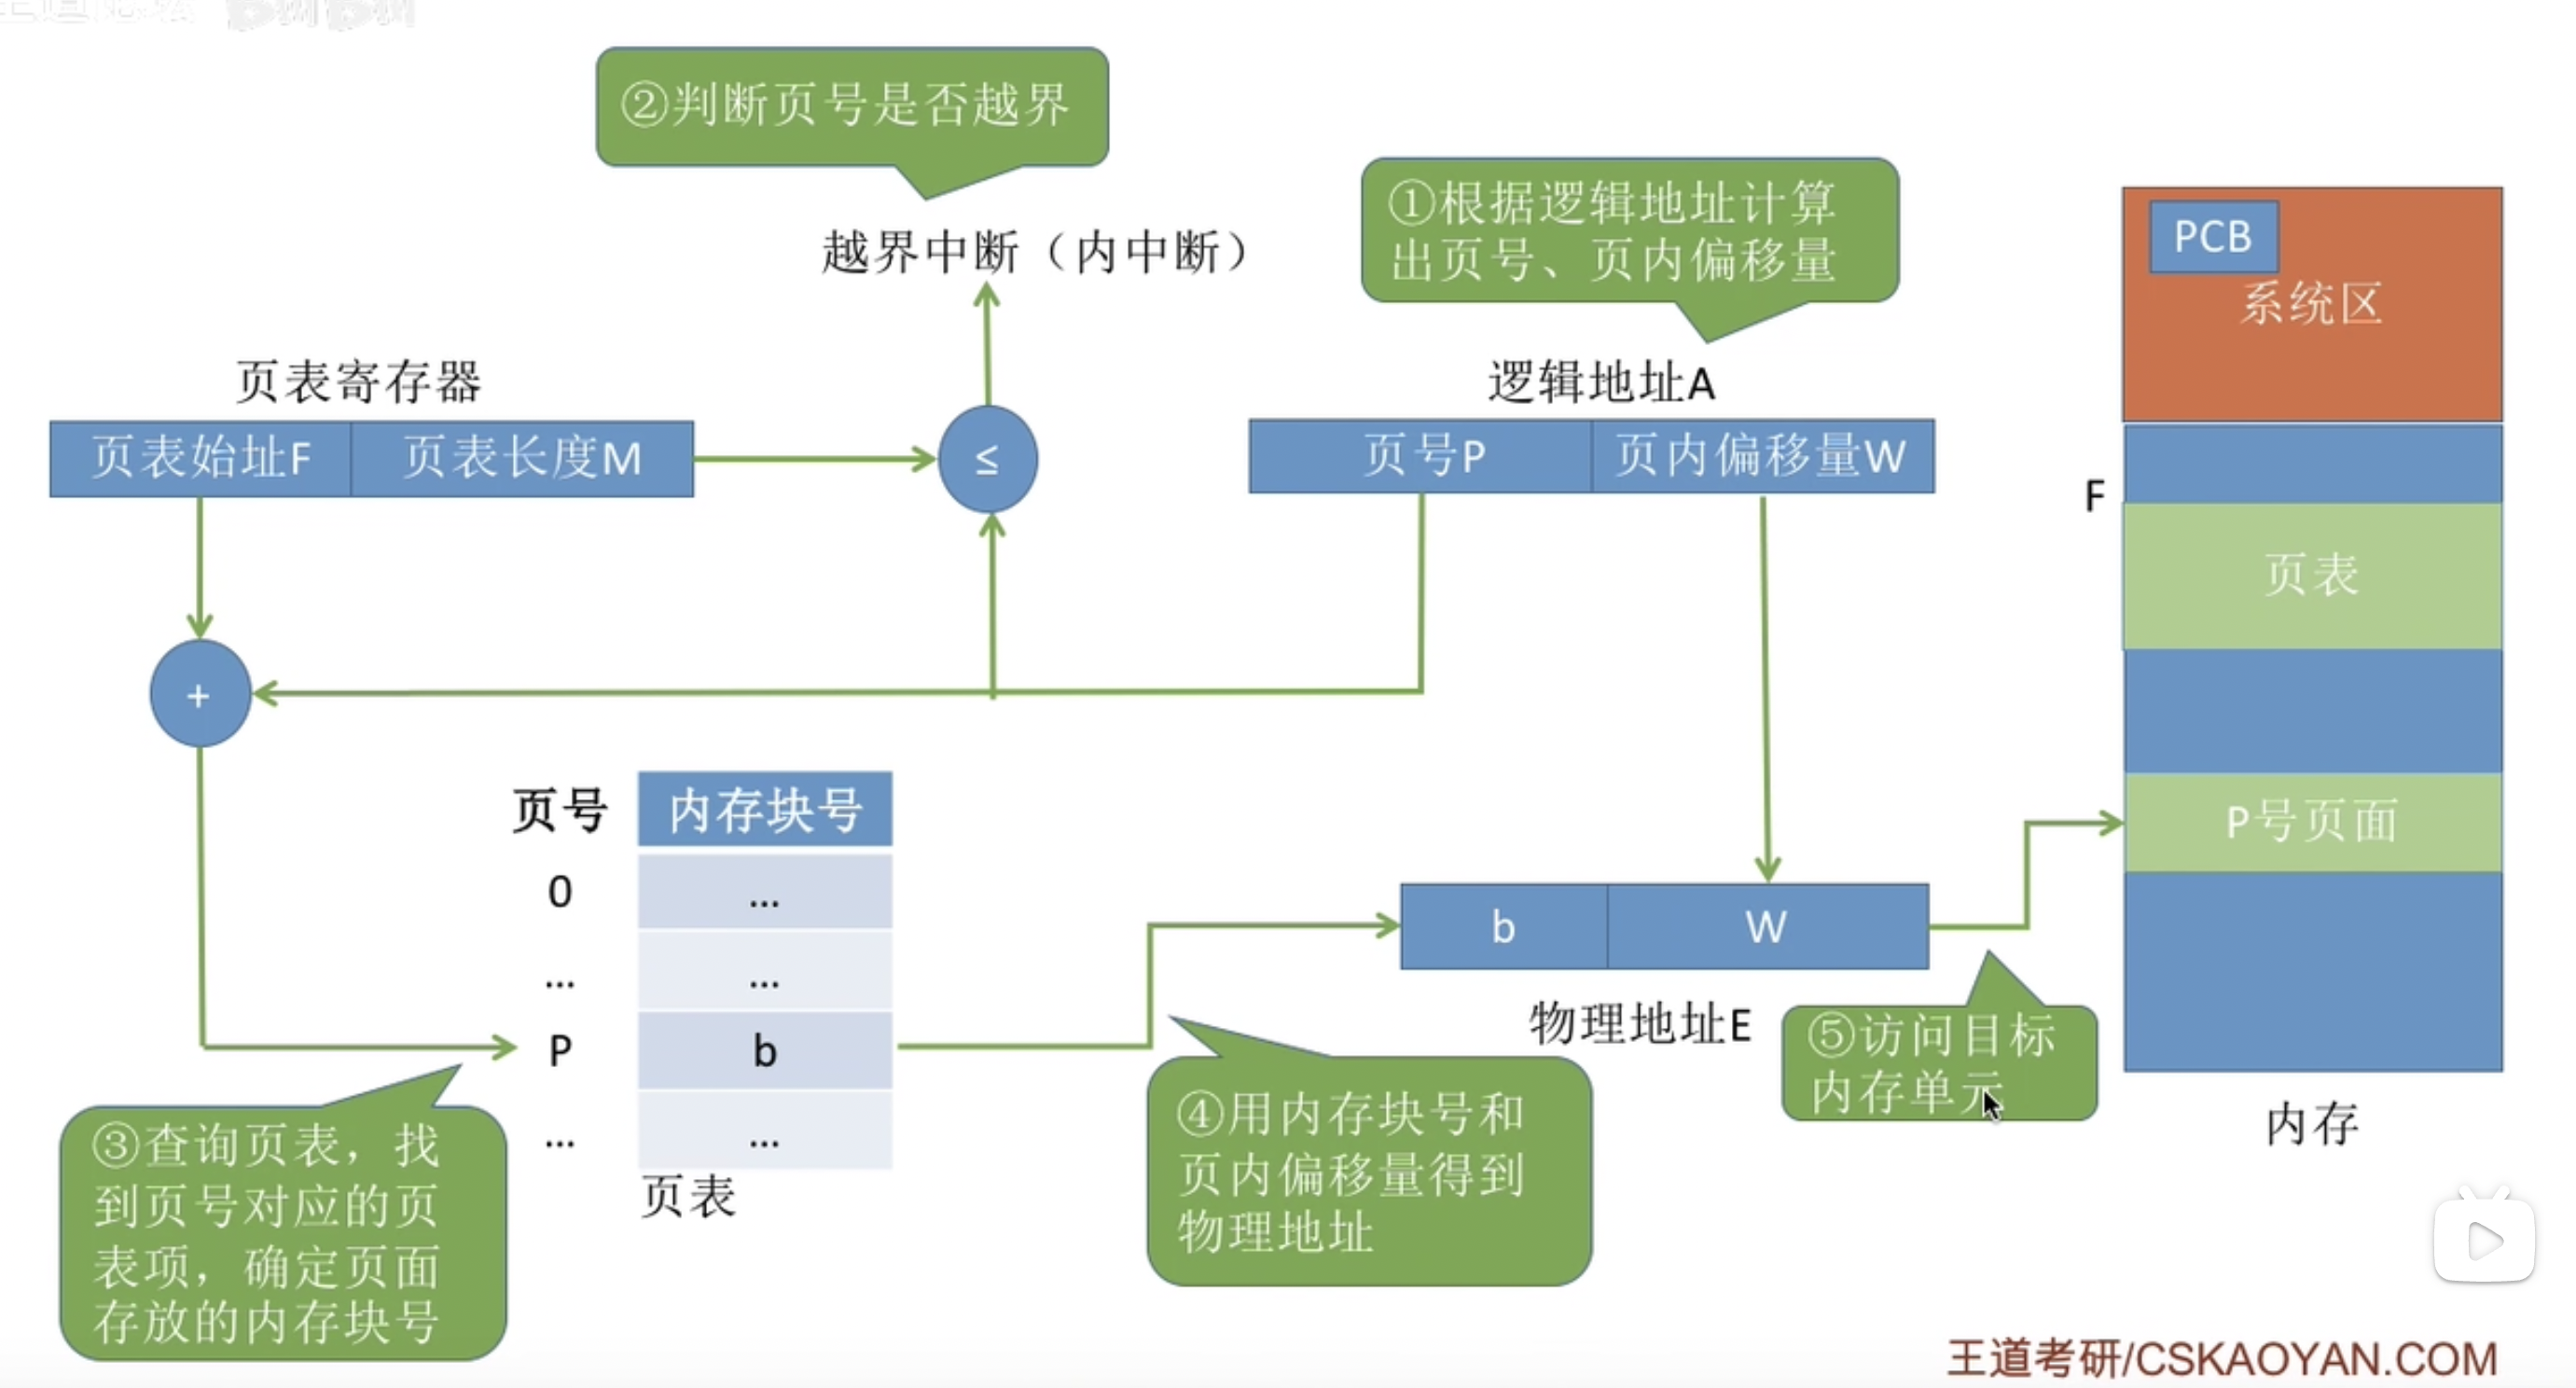 ②判断页号是否越界
①根据逻辑地址计算
出页号、页内偏移量
越界中断（内中断）
PCB
系统区
页表寄存器
逻辑地址A
页表始址F
页表长度M
≤
页号P
页内偏移量W
F
页表
+
页号
内存块号
P号页面
0
...
...
...
b
W
P
b
物理地址E
⑤访问目标
内存单元
④用内存块号和
页内偏移量得到
物理地址
内存
③查询页表，找
到页号对应的页
表项，确定页面
存放的内存块号
...
...
页表
王道考研/CSKAOYAN.COM